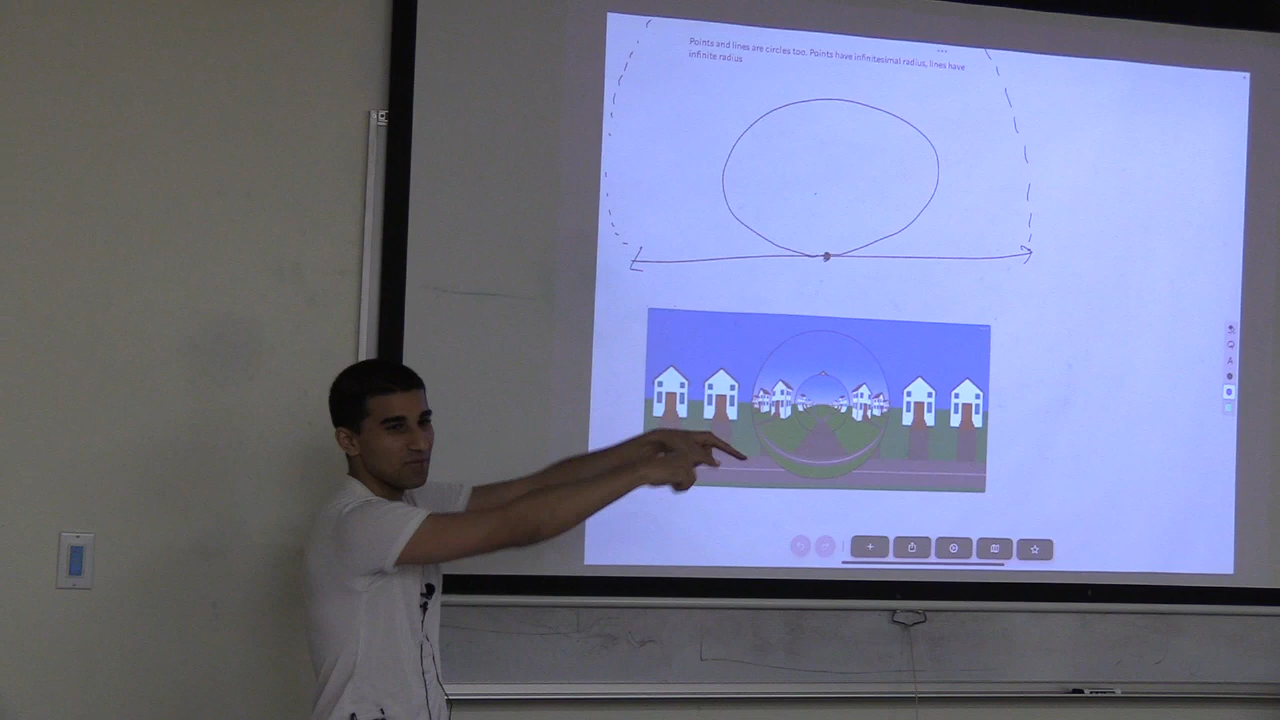 Points and lines are circles too. Points have infinitesimal radius, lines have
infinite radius